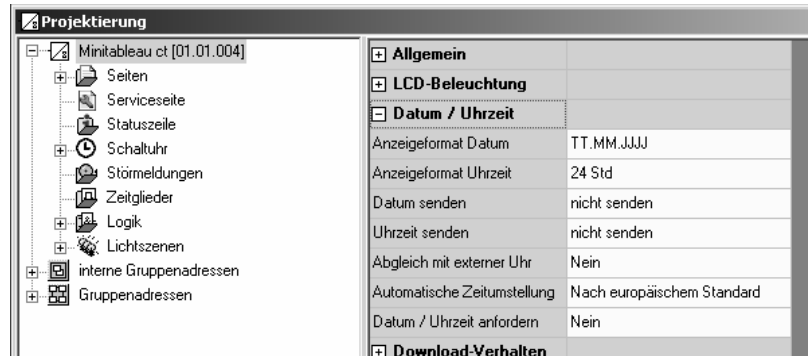 Projektierung
Minitableau ct [01.01.004]
Seiten
Serviceseite
Statuszeile
Schaltuhr
Störmeldungen
Zeitglieder
Logik
Lichtszenen
interne Gruppenadressen
Gruppenadressen
Allgemein
LCD-Beleuchtung
Datum / Uhrzeit
Anzeigeformat Datum TT.MM.JJJJ
Anzeigeformat Uhrzeit 24 Std
Datum senden nicht senden
Uhrzeit senden nicht senden
Abgleich mit externer Uhr Nein
Automatische Zeitumstellung Nach europäischem Standard
Datum / Uhrzeit anfordern Nein
Download-Verhalten